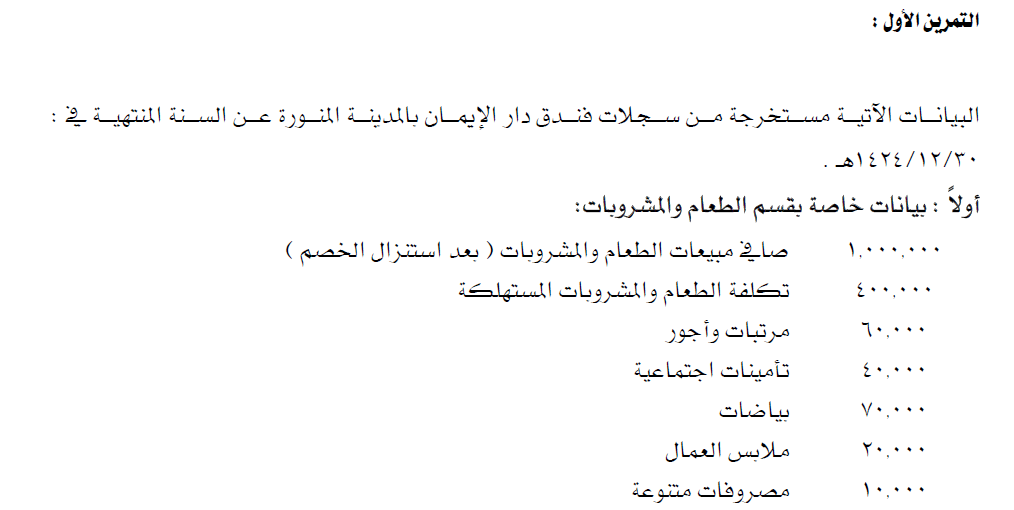 التمرين الأول :
البيانات الآتية مستخرجة من سجلات فندق دار الإيمان بالمدينة المنورة عن السنة المنتهية في :
١٤٢٤/١٢/٣٠هـ .
أولاً : بيانات خاصة بقسم الطعام والمشروبات:
١,٠٠٠,٠٠٠ صافي مبيعات الطعام والمشروبات ( بعد استنزال الخصم )
٤٠٠,٠٠٠ تكلفة الطعام والمشروبات المستهلكة
٦٠,٠٠٠ مرتبات وأجور
٤٠,٠٠٠ تأمينات اجتماعية
٧٠,٠٠٠ بياضات
٢٠,٠٠٠ ملابس العمال
١٠,٠٠٠ مصروفات متنوعة